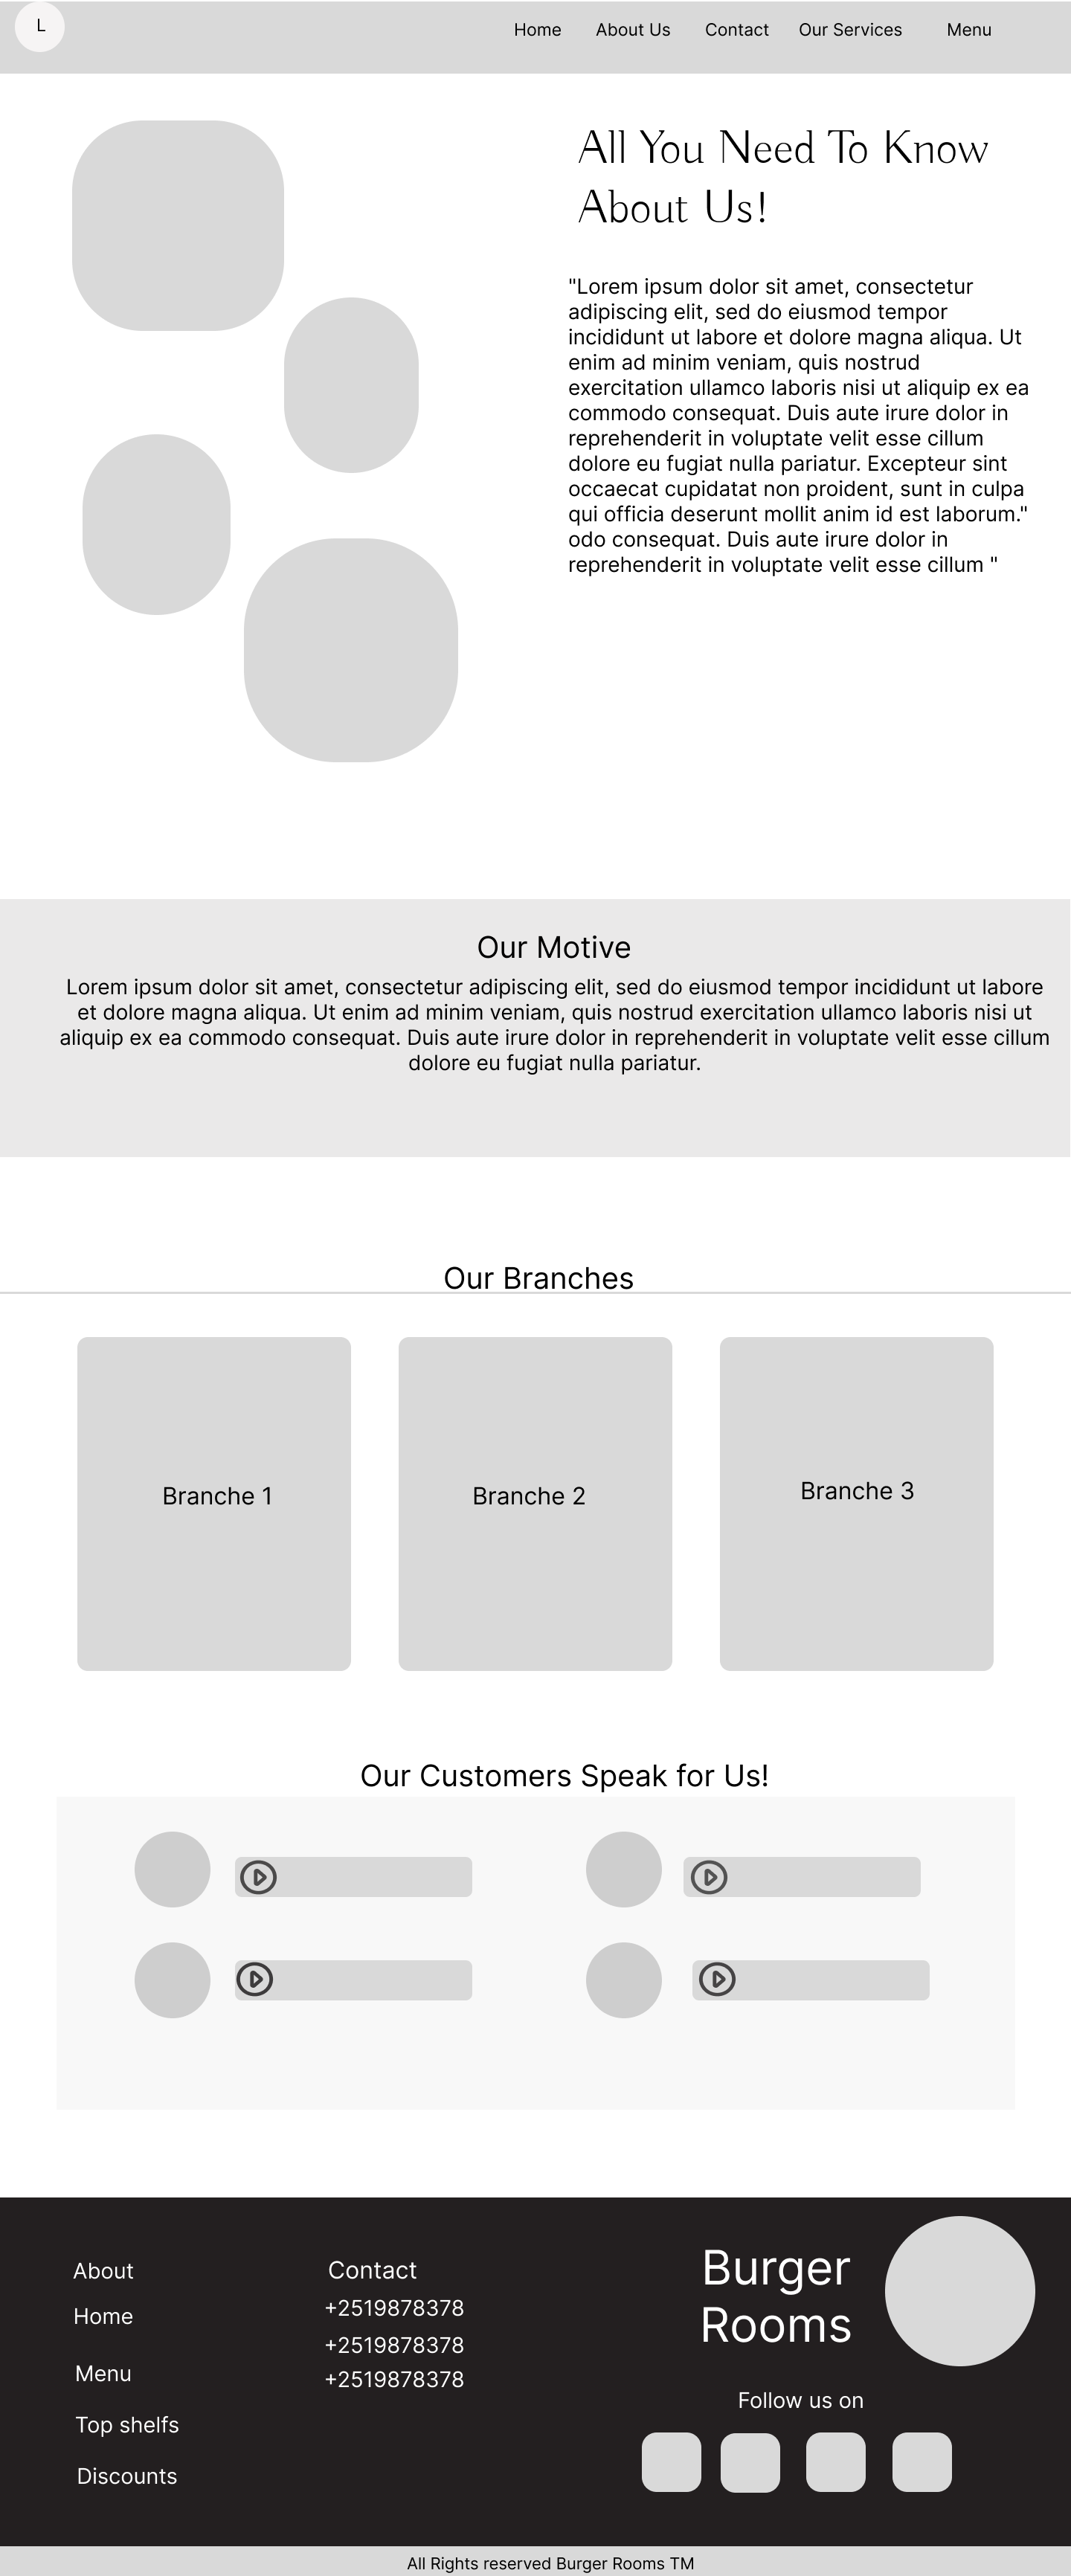 L
Home
About Us
Contact
Our Services
Menu
All You Need To Know
About Us!
"Lorem ipsum dolor sit amet, consectetur
adipiscing elit, sed do eiusmod tempor
incididunt ut labore et dolore magna aliqua. Ut
enim ad minim veniam, quis nostrud
exercitation ullamco laboris nisi ut aliquip ex ea
commodo consequat. Duis aute irure dolor in
reprehenderit in voluptate velit esse cillum
dolore eu fugiat nulla pariatur. Excepteur sint
occaecat cupidatat non proident, sunt in culpa
qui officia deserunt mollit anim id est laborum."
odo consequat. Duis aute irure dolor in
reprehenderit in voluptate velit esse cillum "
Our Motive
Lorem ipsum dolor sit amet, consectetur adipiscing elit, sed do eiusmod tempor incididunt ut labore
et dolore magna aliqua. Ut enim ad minim veniam, quis nostrud exercitation ullamco laboris nisi ut
aliquip ex ea commodo consequat. Duis aute irure dolor in reprehenderit in voluptate velit esse cillum
dolore eu fugiat nulla pariatur.
Our Branches
Branche 1
Branche 2
Branche 3
Our Customers Speak for Us!
About
Home
Menu
Top shelfs
Discounts
Contact
+2519878378
+2519878378
+2519878378
Burger
Rooms
Follow us on
All Rights reserved Burger Rooms TM